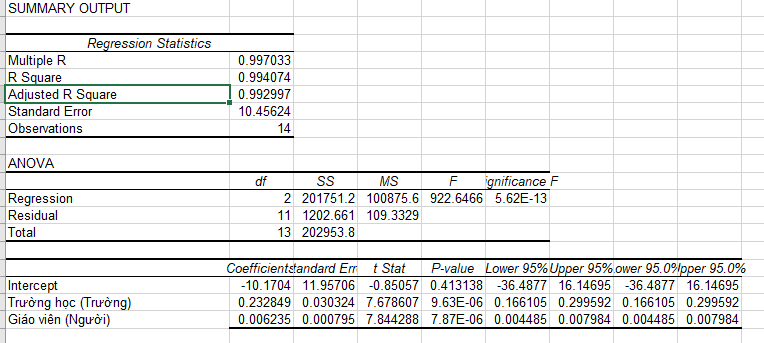 SUMMARY OUTPUT
Regression Statistics
Multiple R 0.997033
R Square 0.994074
Adjusted R Square 0.992997
Standard Error 10.45624
Observations 14
ANOVA
df SS MS F ignificance F
Regression 2 201751.2 100875.6 922.6466 5.62E-13
Residual 11 1202.661 109.3329
Total 13 202953.8
Coefficients tandard Erro t Stat P-value Lower 95% Upper 95% ower 95.0% pper 95.0%
Intercept -10.1704 11.95706 -0.85057 0.413138 -36.4877 16.14695 -36.4877 16.14695
Trường học (Trường) 0.232849 0.030324 7.678607 9.63E-06 0.166105 0.299592 0.166105 0.299592
Giáo viên (Người) 0.006235 0.000795 7.844288 7.87E-06 0.004485 0.007984 0.004485 0.007984